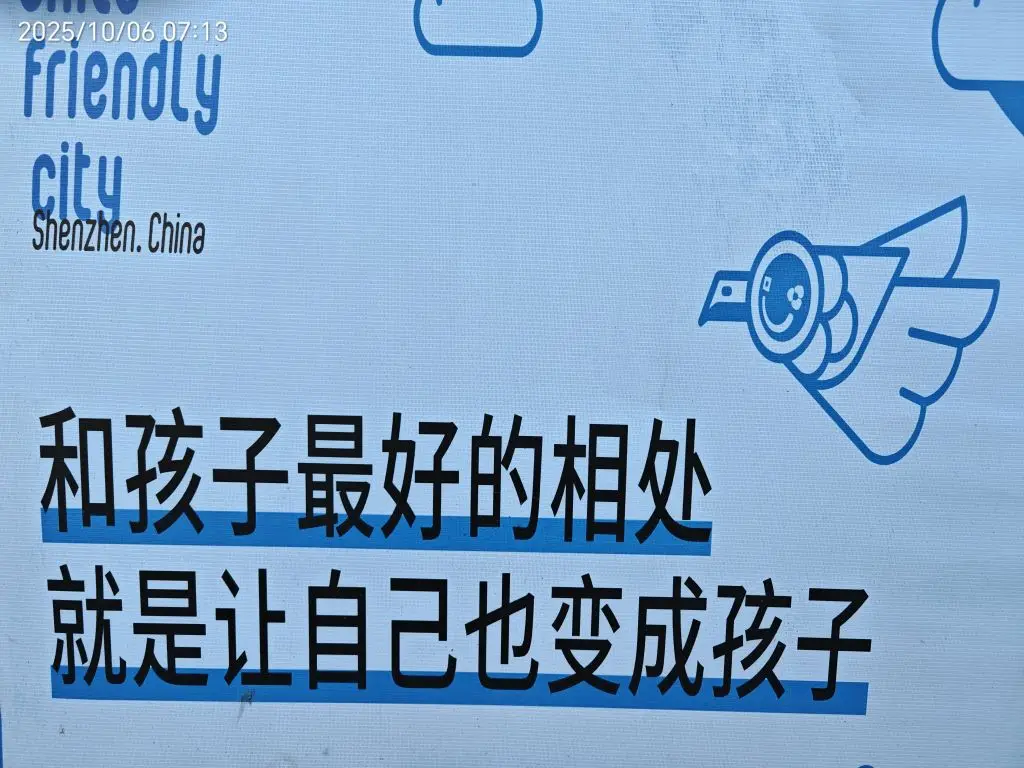 2025/10/06 07:13
friendly
city
Shenzhen. China
和孩子最好的相处
就是让自己也变成孩子